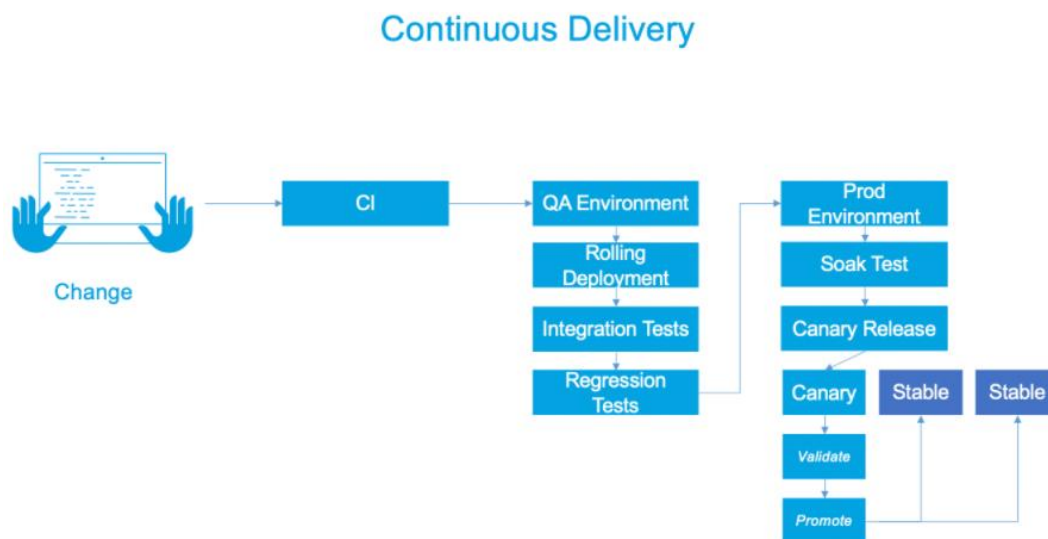 Continuous Delivery
Change
CI
QA Environment
Rolling
Deployment
Integration Tests
Regression
Tests
Prod
Environment
Soak Test
Canary Release
Canary
Stable
Stable
Validate
Promote